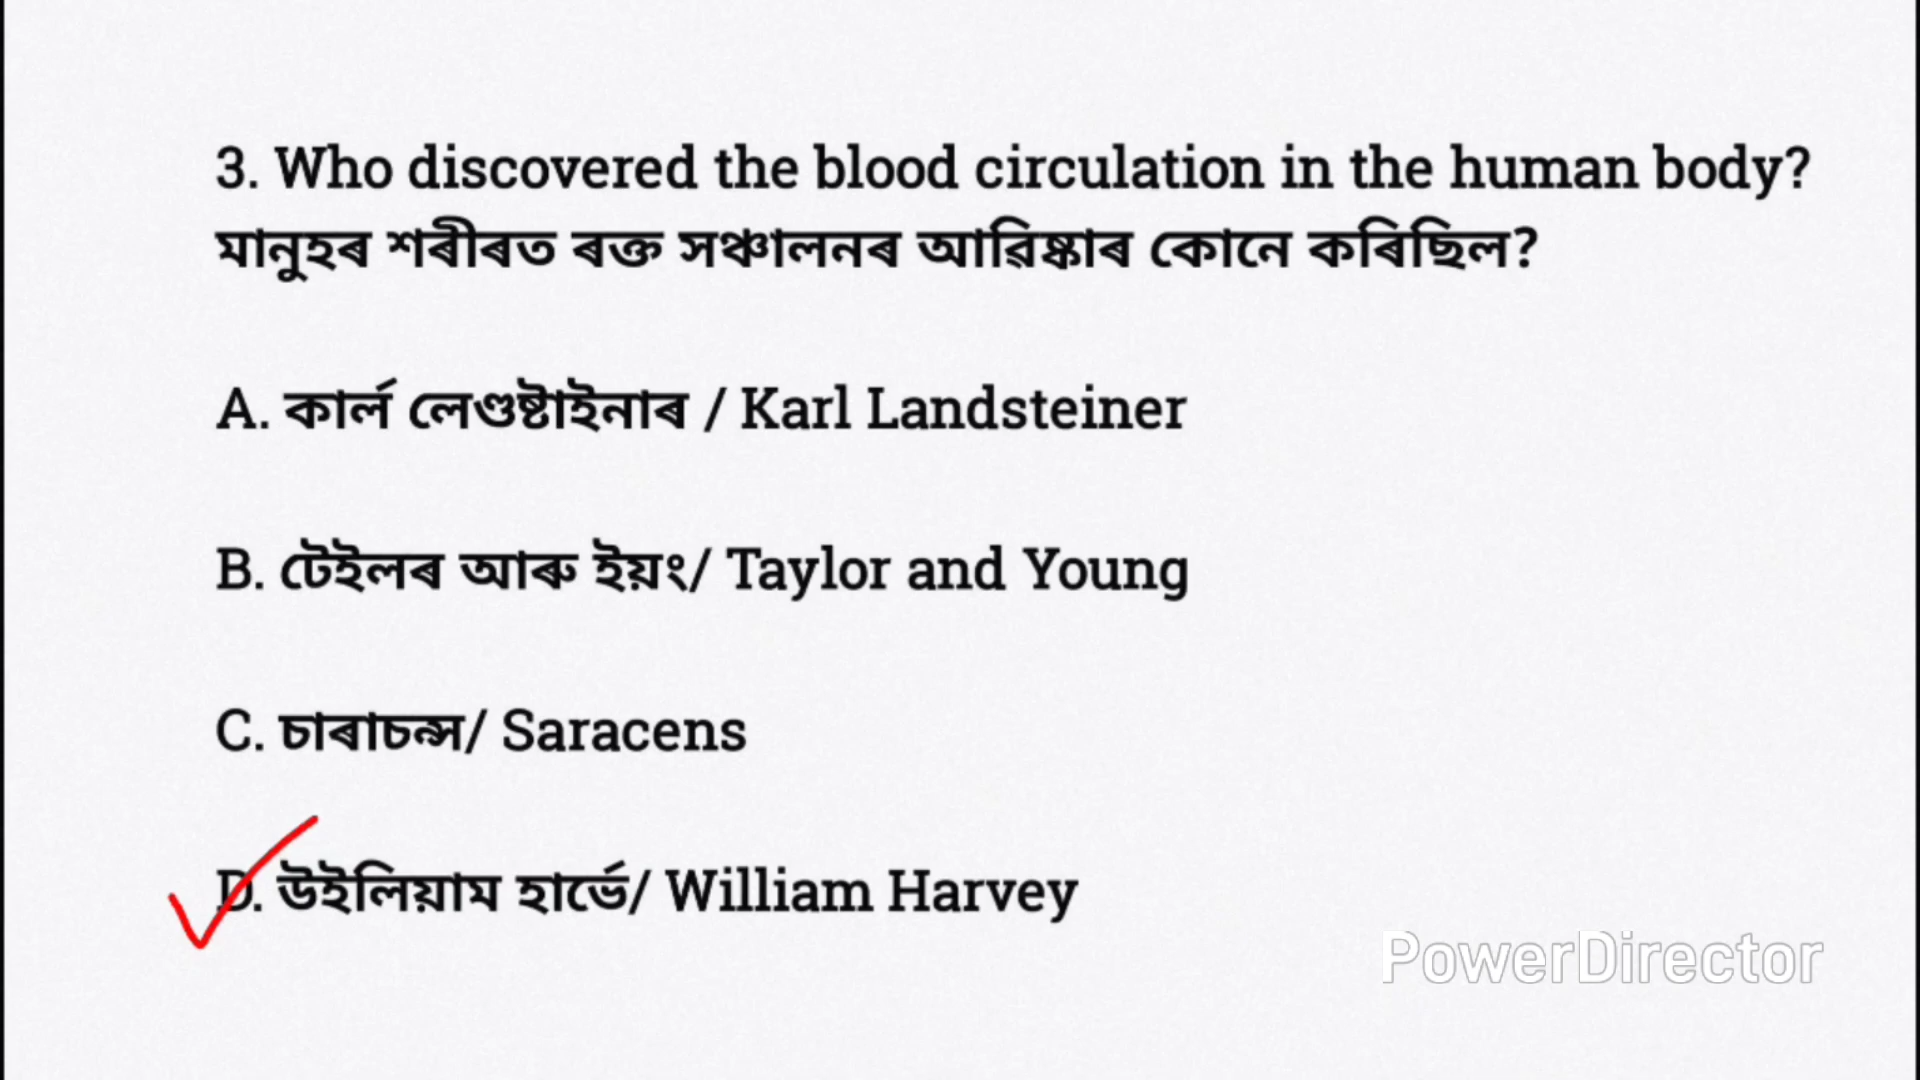 3. Who discovered the blood circulation in the human body?
মানুহৰ শৰীৰত ৰক্ত সঞ্চালনৰ আৱিষ্কাৰ কোনে কৰিছিল?
A. কাৰ্ল লেণ্ডষ্টাইনাৰ / Karl Landsteiner
B. টেইলৰ আৰু ইয়ং/ Taylor and Young
C. চাৰাচন্স/ Saracens
D. উইলিয়াম হাৰ্ভে/ William Harvey
PowerDirector